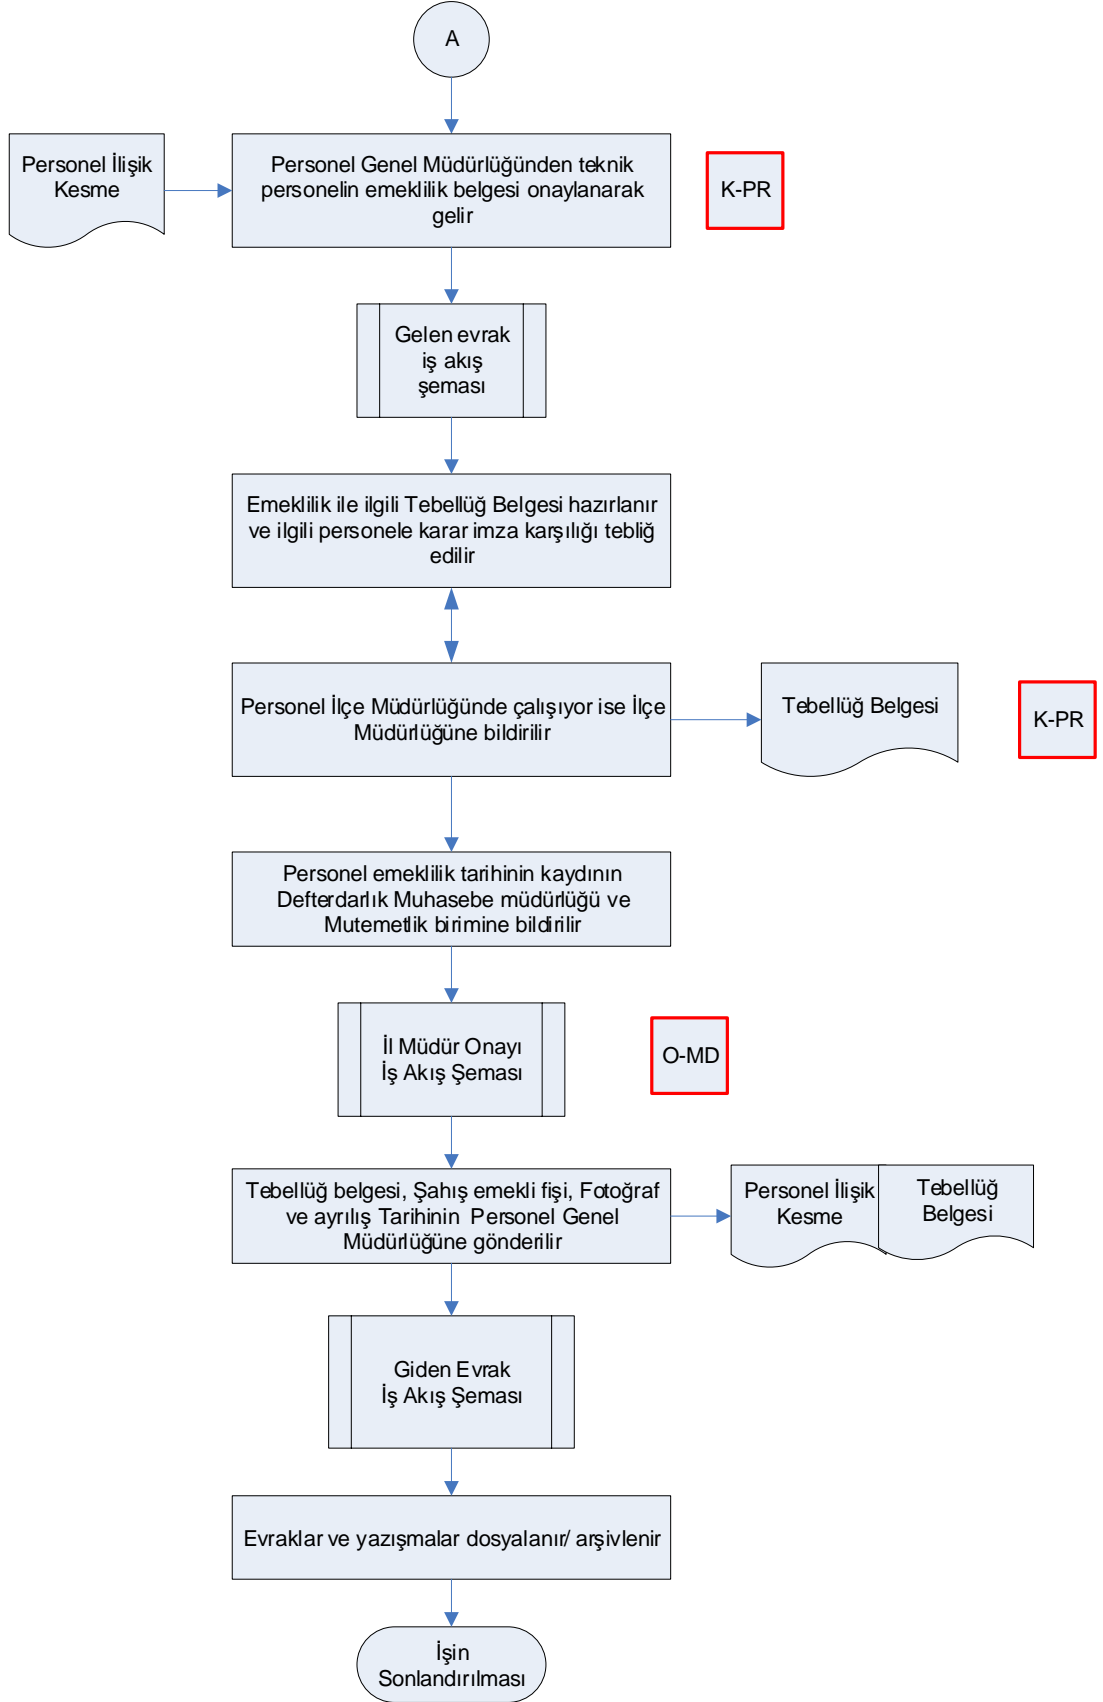 A
Personel İlişik
Kesme
Personel Genel Müdürlüğünden teknik
personelin emeklilik belgesi onaylanarak
gelir
K-PR
Gelen evrak
iş akış
şeması
Emeklilik ile ilgili Tebellüğ Belgesi hazırlanır
ve ilgili personele karar imza karşılığı tebliğ
edilir
Personel İlçe Müdürlüğünde çalışıyor ise İlçe
Müdürlüğüne bildirilir
Tebellüğ Belgesi
K-PR
Personel emeklilik tarihinin kaydının
Defterdarlık Muhasebe müdürlüğü ve
Mutemetlik birimine bildirilir
İl Müdür Onayı
İş Akış Şeması
O-MD
Tebellüğ belgesi, Şahış emekli fişi, Fotoğraf
ve ayrılış Tarihinin Personel Genel
Müdürlüğüne gönderilir
Personel İlişik
Kesme
Tebellüğ
Belgesi
Giden Evrak
İş Akış Şeması
Evraklar ve yazışmalar dosyalanır/ arşivlenir
İşin
Sonlandırılması